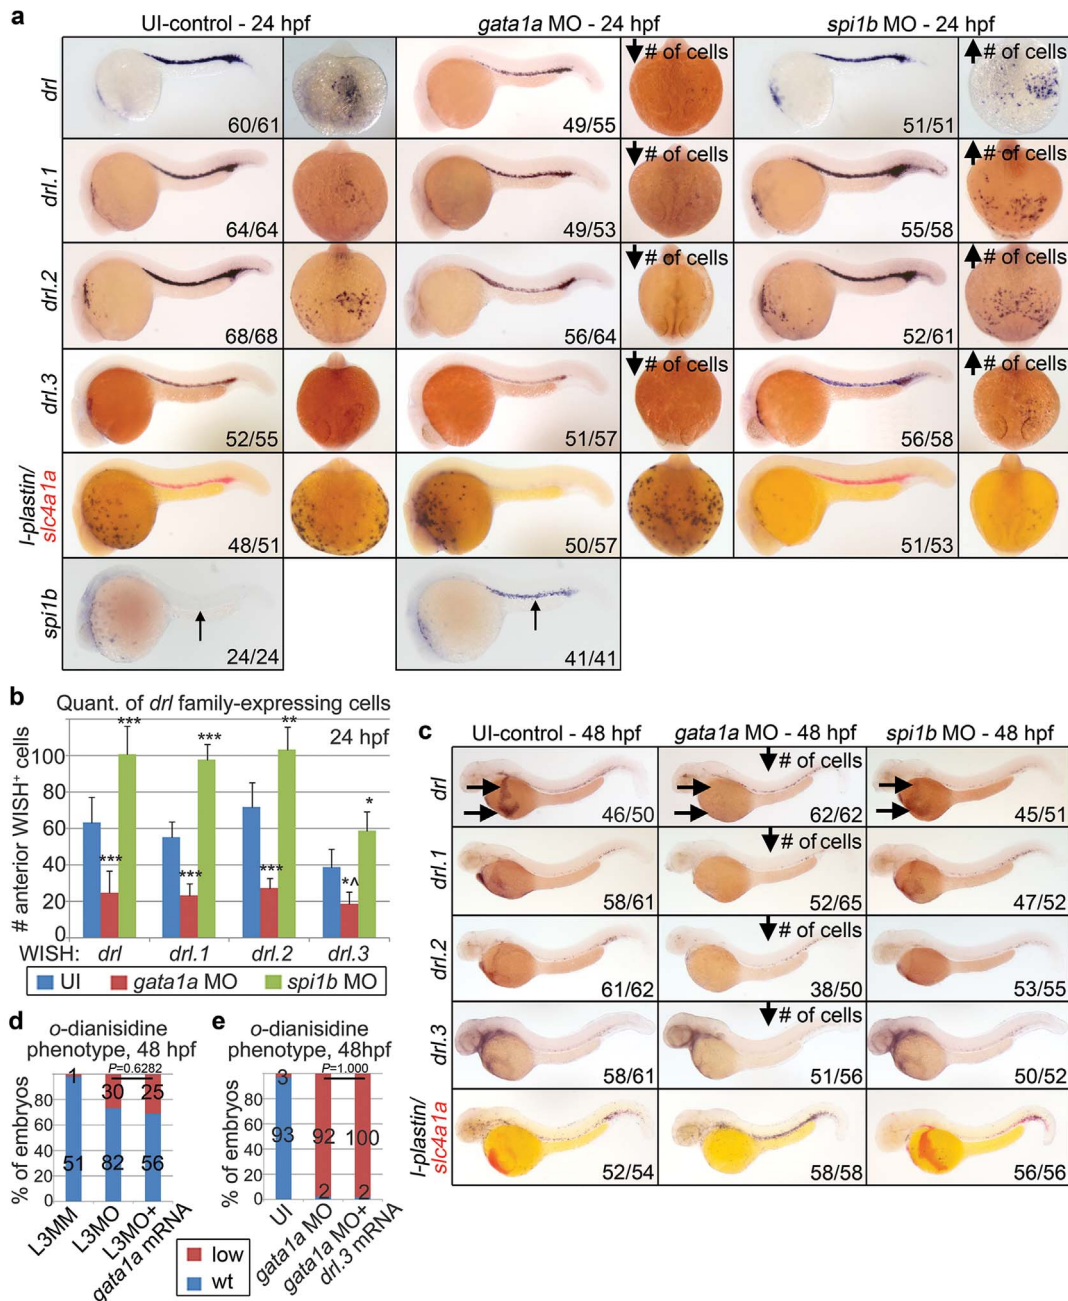 a
UI-control - 24 hpf
gata1a MO - 24 hpf
spi1b MO - 24 hpf
drl
60/61
49/55
# of cells
51/51
# of cells
drl.1
64/64
49/53
# of cells
55/58
# of cells
drl.2
68/68
56/64
# of cells
52/61
# of cells
drl.3
52/55
51/57
# of cells
56/58
# of cells
l-plastin/
slc4a1a
48/51
50/57
51/53
spi1b
24/24
41/41
b
Quant. of drl family-expressing cells
24 hpf
# anterior WISH+ cells
100
80
60
40
20
0
***
***
***
***
**
***
*
*^
WISH: drl drl.1 drl.2 drl.3
UI gata1a MO spi1b MO
c
UI-control - 48 hpf
gata1a MO - 48 hpf
spi1b MO - 48 hpf
drl
46/50
# of cells
62/62
45/51
drl.1
58/61
# of cells
52/65
47/52
drl.2
61/62
# of cells
38/50
53/55
drl.3
58/61
# of cells
51/56
50/52
l-plastin/
slc4a1a
52/54
58/58
56/56
d
o-dianisidine
phenotype, 48 hpf
P=0.6282
% of embryos
80
60
40
20
0
1
30
25
51
82
56
L3MM
L3MO
L3MO+
gata1a mRNA
e
o-dianisidine
phenotype, 48hpf
P=1.000
% of embryos
80
60
40
20
0
3
93
92
100
2
2
UI
gata1a MO
gata1a MO+
drl.3 mRNA
low
wt